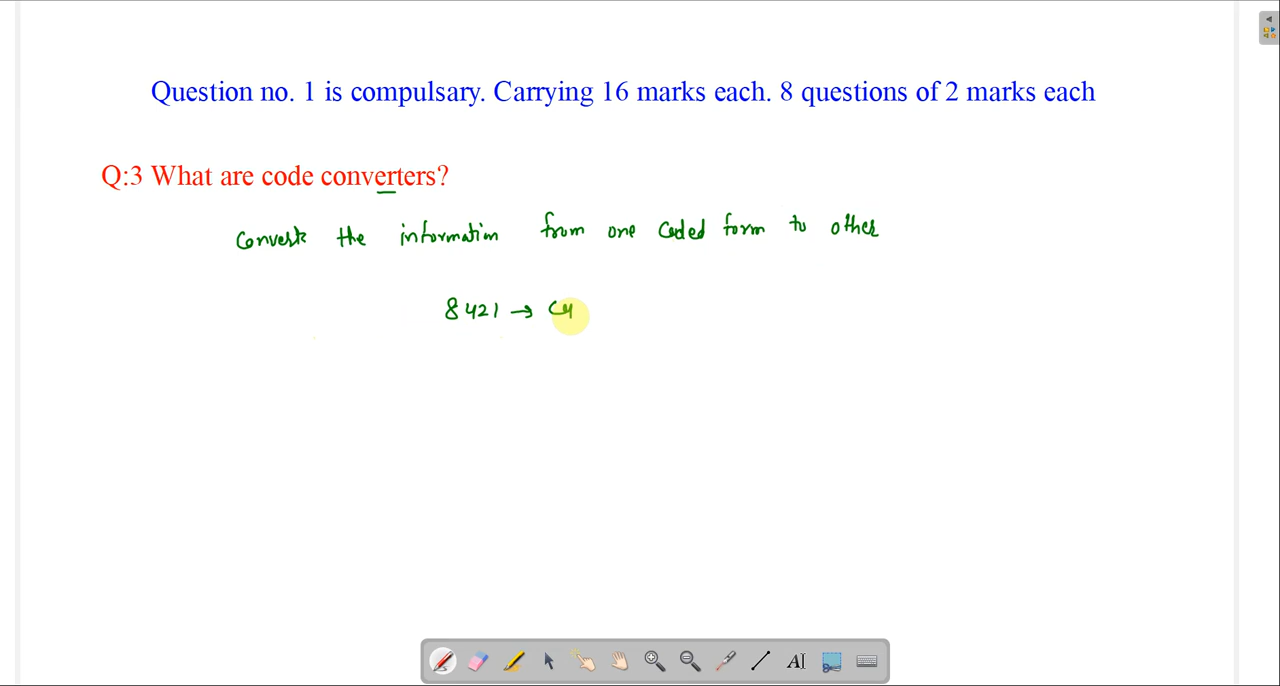 Question no. 1 is compulsary. Carrying 16 marks each. 8 questions of 2 marks each
Q:3 What are code converters?
Converts the information from one coded form to other
8421 →
AI